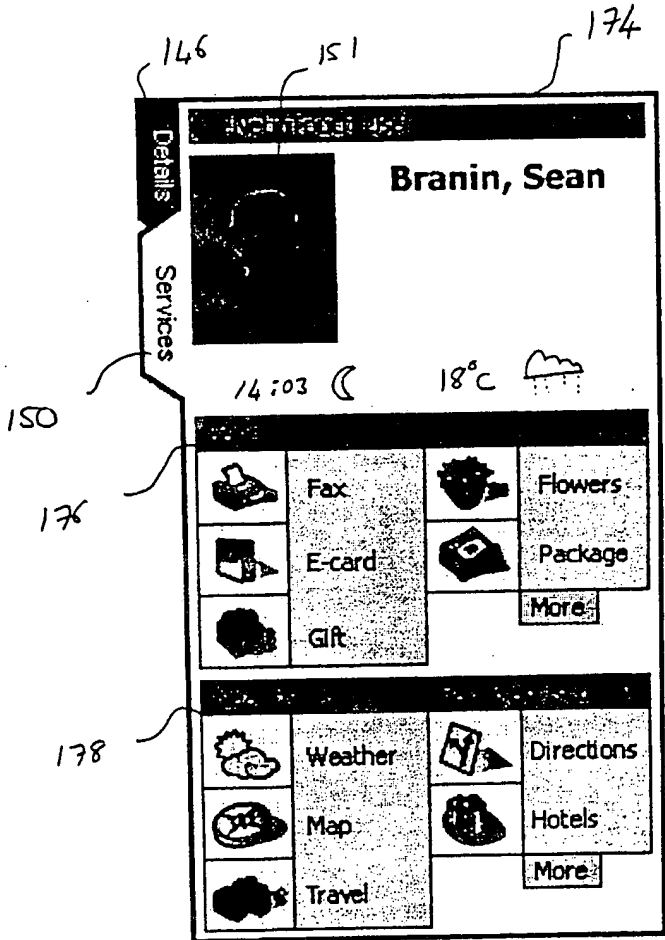 174
146
151
Details
Branin, Sean
Services
14:03
18°C
150
176
Fax
Flowers
E-card
Package
Gift
More
178
Weather
Directions
Map
Hotels
Travel
More